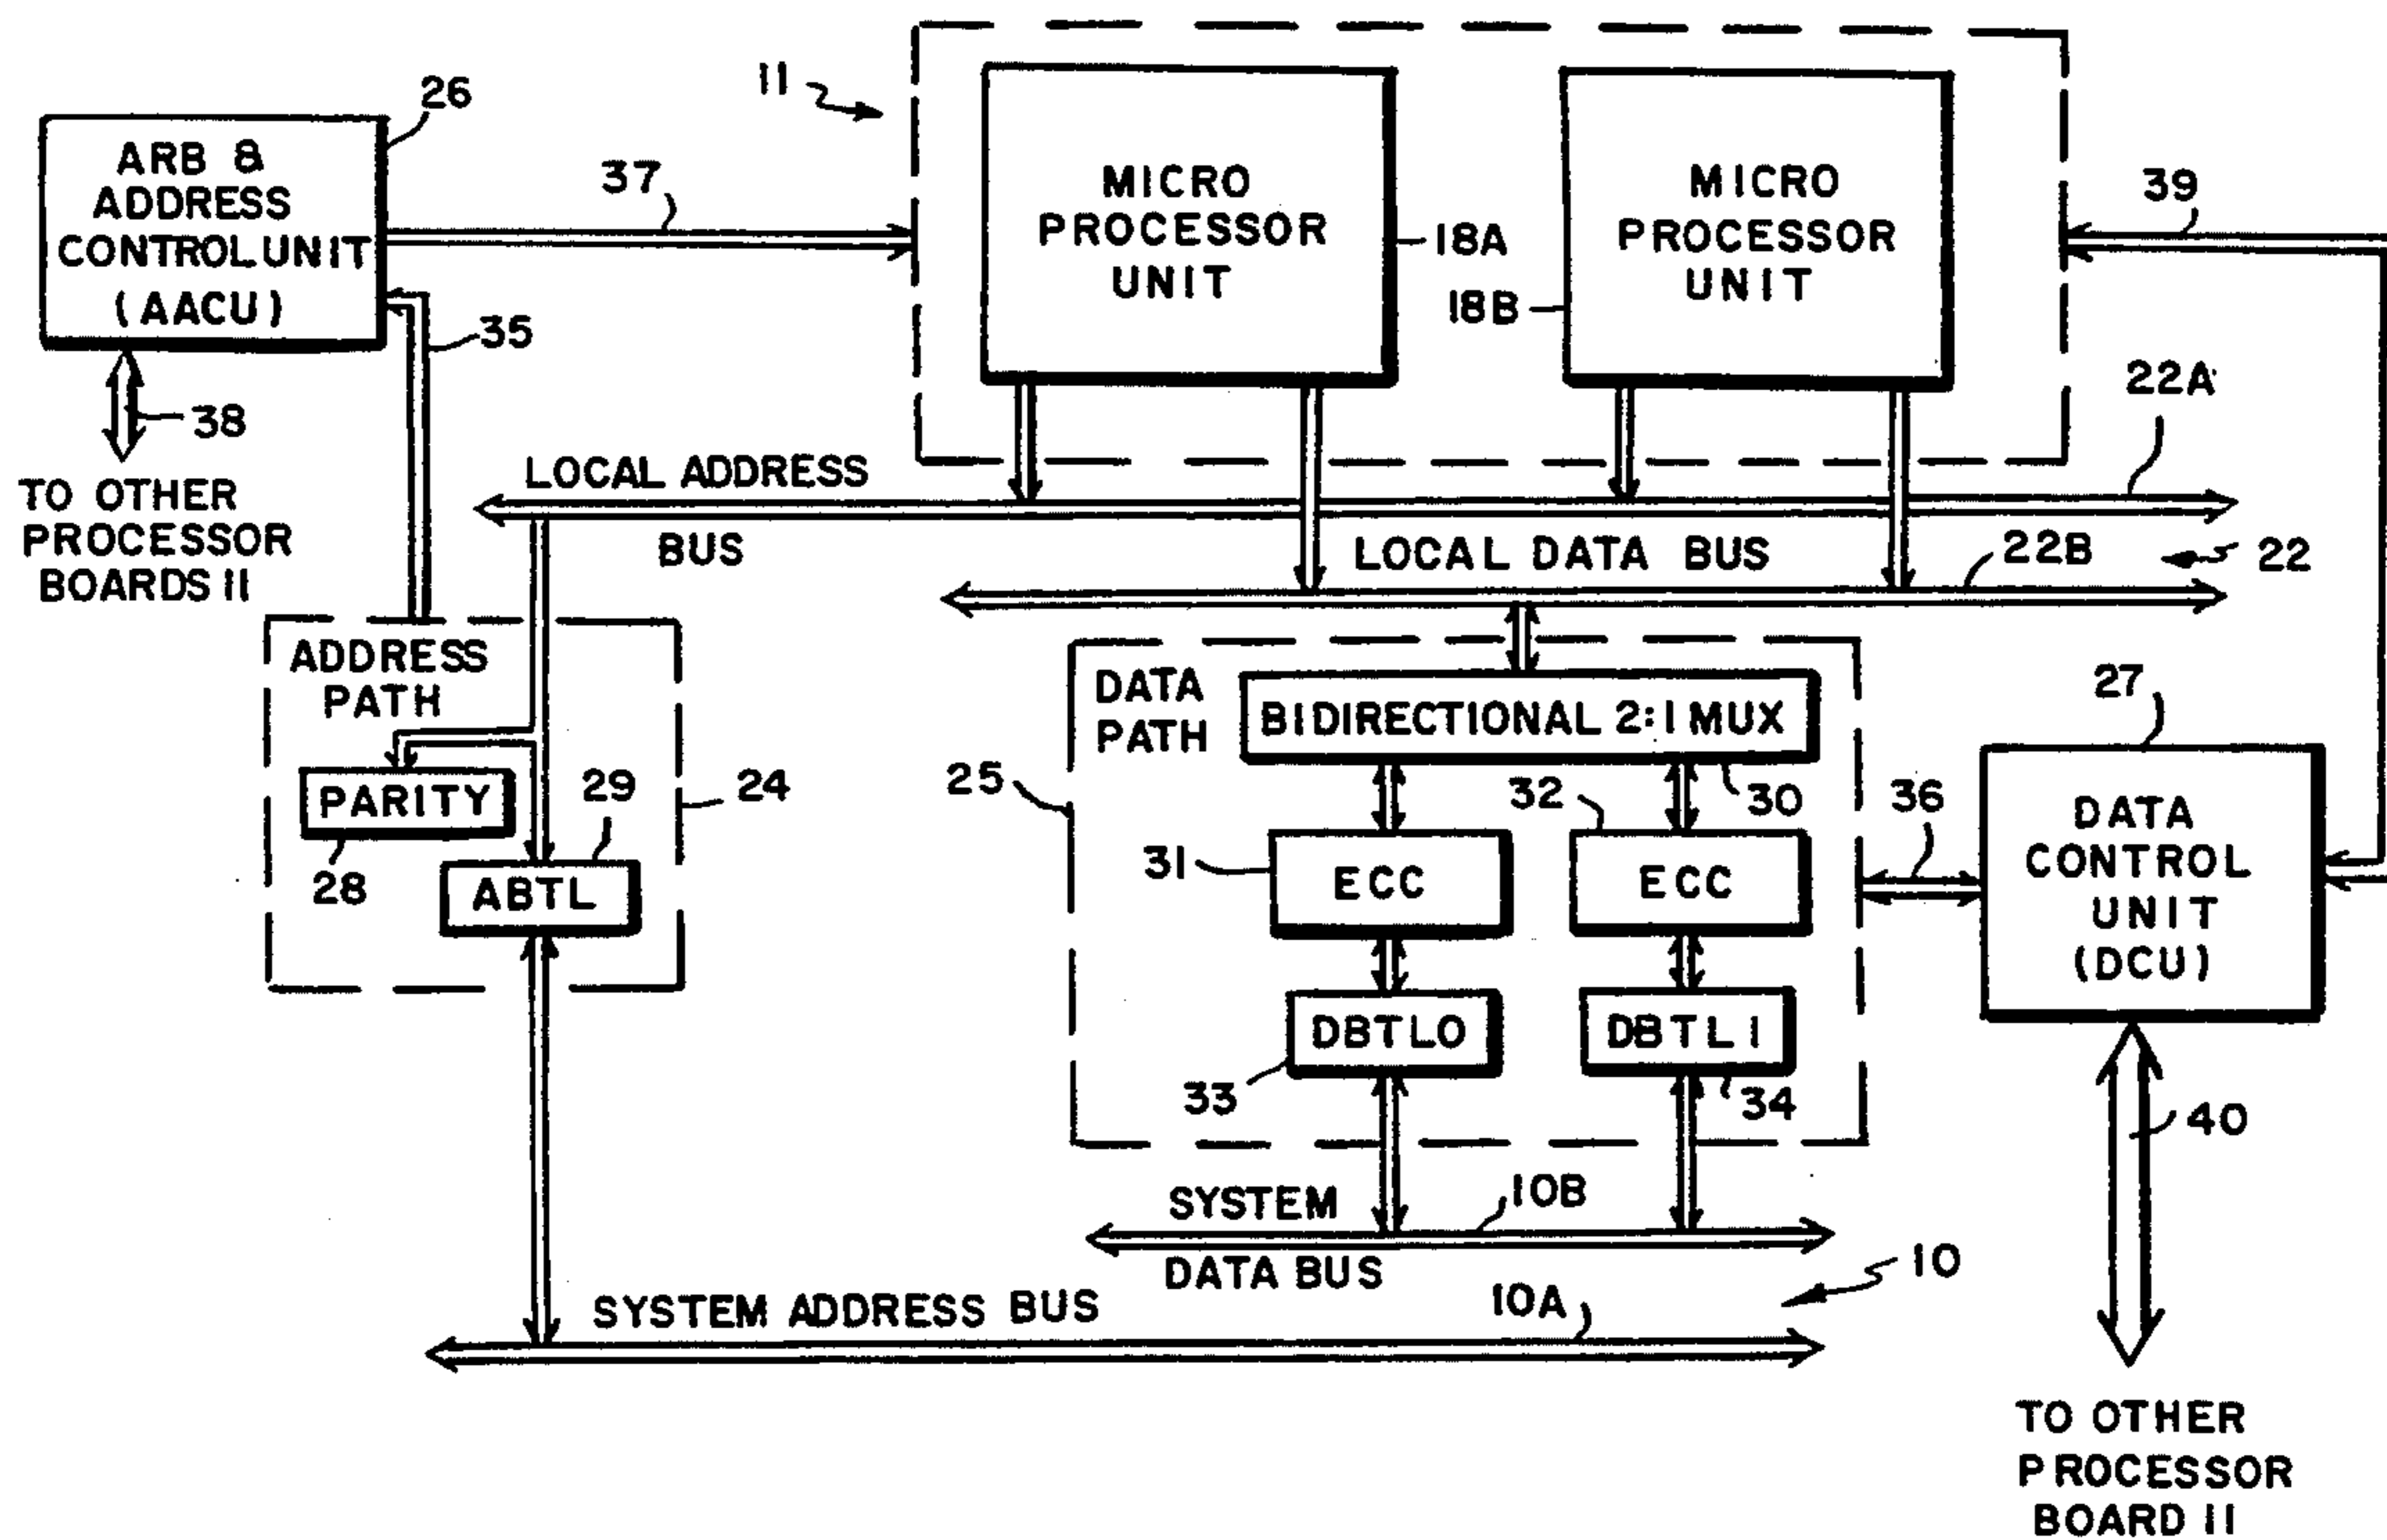 11
26
ARB &
ADDRESS
CONTROL UNIT
(AACU)
37
MICRO
PROCESSOR
UNIT
18A
MICRO
PROCESSOR
UNIT
18B
39
35
38
TO OTHER
PROCESSOR
BOARDS 11
LOCAL ADDRESS
BUS
22A
LOCAL DATA BUS
22B
22
ADDRESS
PATH
PARITY
28
29
ABTL
24
DATA
PATH
BIDIRECTIONAL 2:1 MUX
25
30
31
ECC
32
ECC
36
27
DATA
CONTROL
UNIT
(DCU)
DBTL0
33
DBTL1
34
40
SYSTEM
DATA BUS
10B
10
SYSTEM ADDRESS BUS
10A
TO OTHER
PROCESSOR
BOARD 11